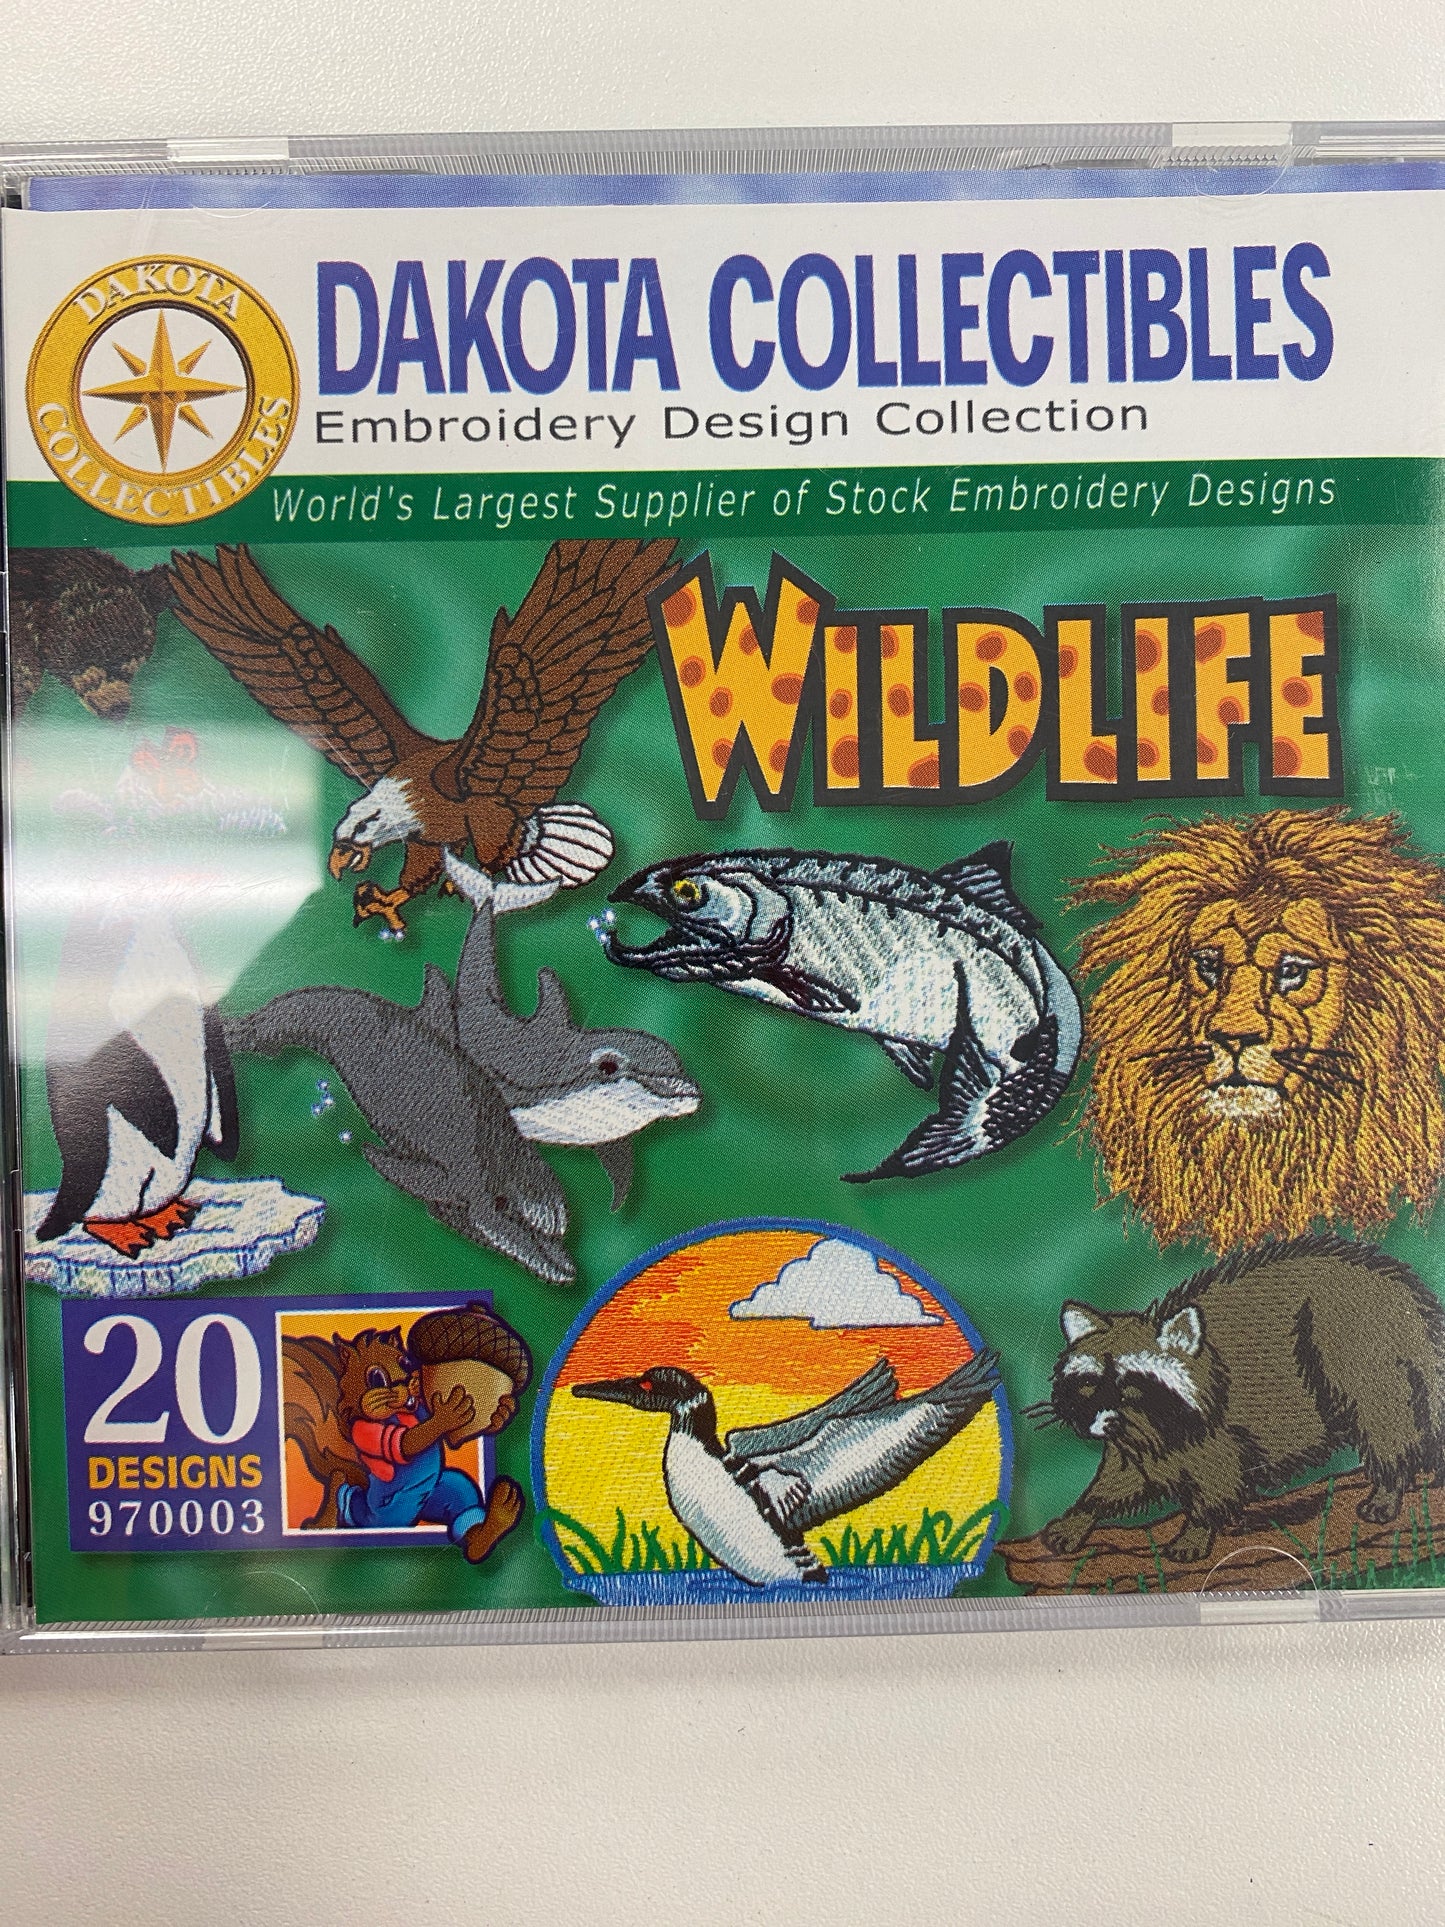 DAKOTA COLLECTIBLES
DAKOTA COLLECTIBLES
Embroidery Design Collection
World's Largest Supplier of Stock Embroidery Designs
WILDLIFE
20
DESIGNS
970003